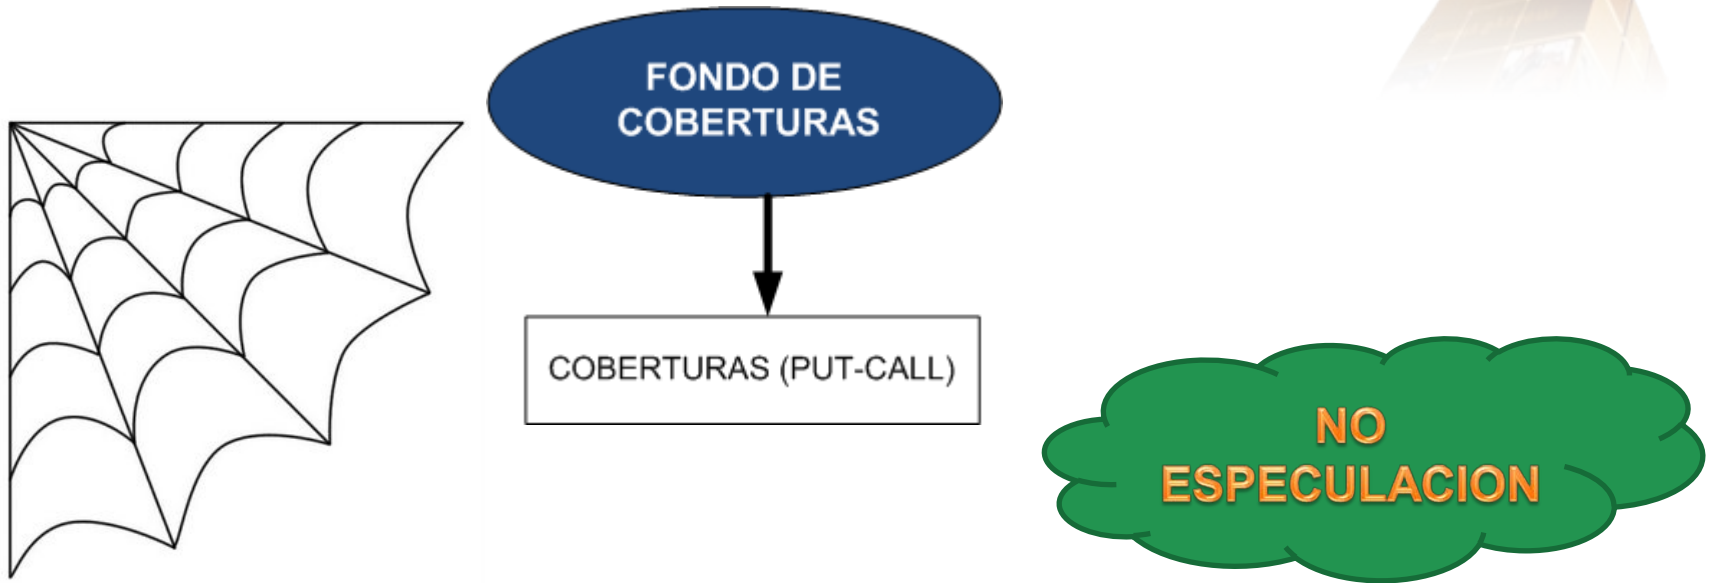 FONDO DE
COBERTURAS
COBERTURAS (PUT-CALL)
NO
ESPECULACION